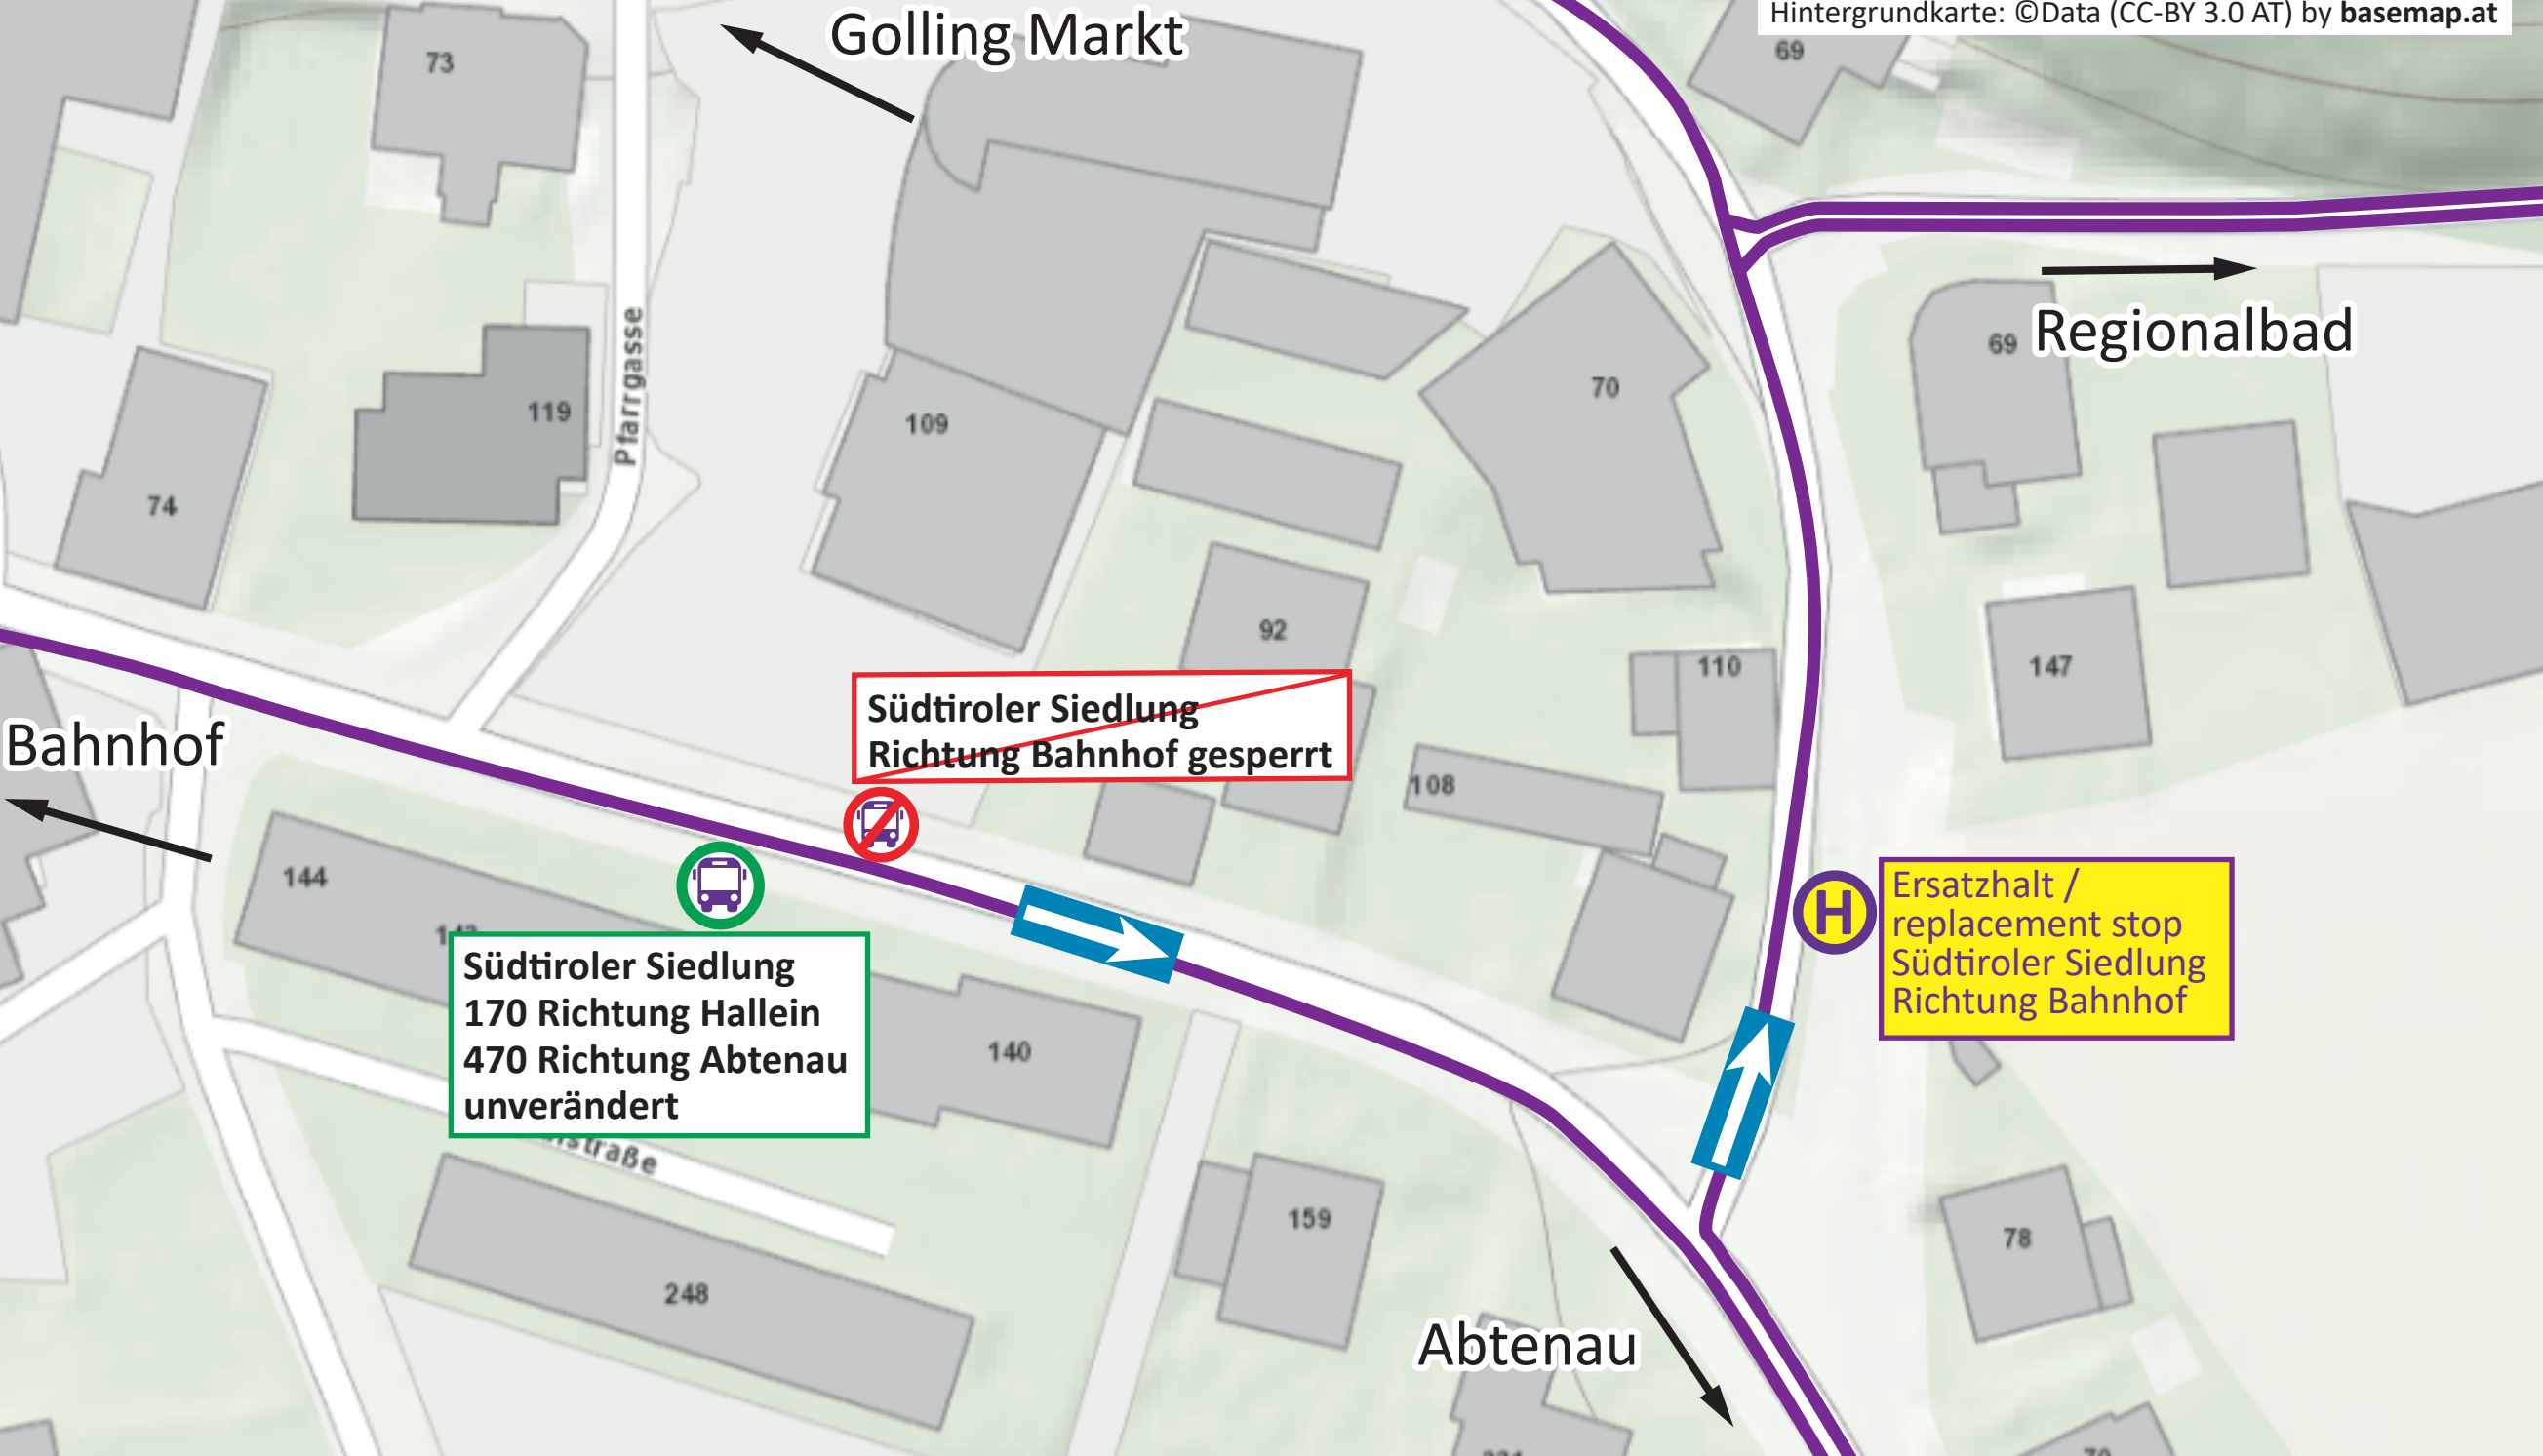 Hintergrundkarte: ©Data (CC-BY 3.0 AT) by basemap.at
Golling Markt
73
69
Regionalbad
69
70
Pfarrgasse
119
109
74
92
110
147
Südtiroler Siedlung
Richtung Bahnhof gesperrt
Bahnhof
108
144
H
Ersatzhalt /
replacement stop
Südtiroler Siedlung
Richtung Bahnhof
Südtiroler Siedlung
170 Richtung Hallein
470 Richtung Abtenau
unverändert
140
159
78
248
Abtenau